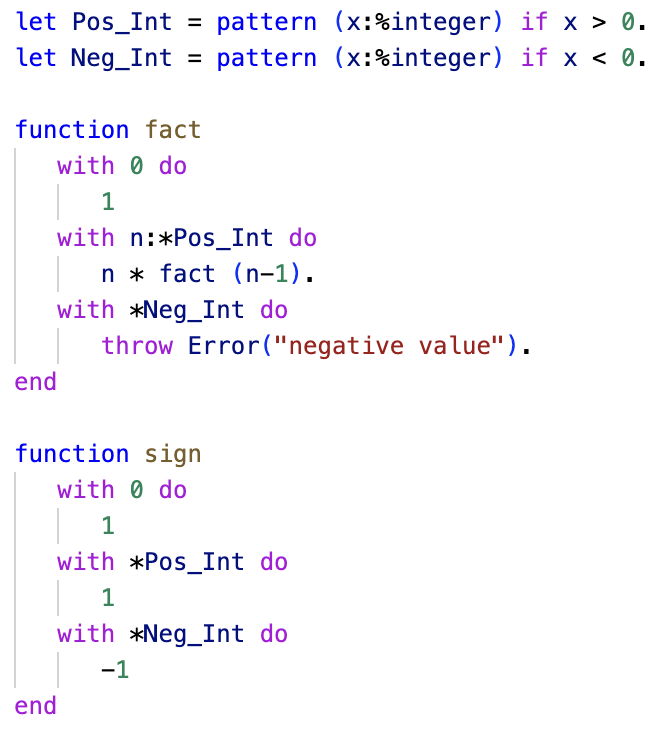 let Pos_Int = pattern (x:%integer) if x > 0.
let Neg_Int = pattern (x:%integer) if x < 0.
function fact
with 0 do
1
with n:*Pos_Int do
n * fact (n-1).
with *Neg_Int do
throw Error("negative value").
end
function sign
with 0 do
1
with *Pos_Int do
1
with *Neg_Int do
-1
end